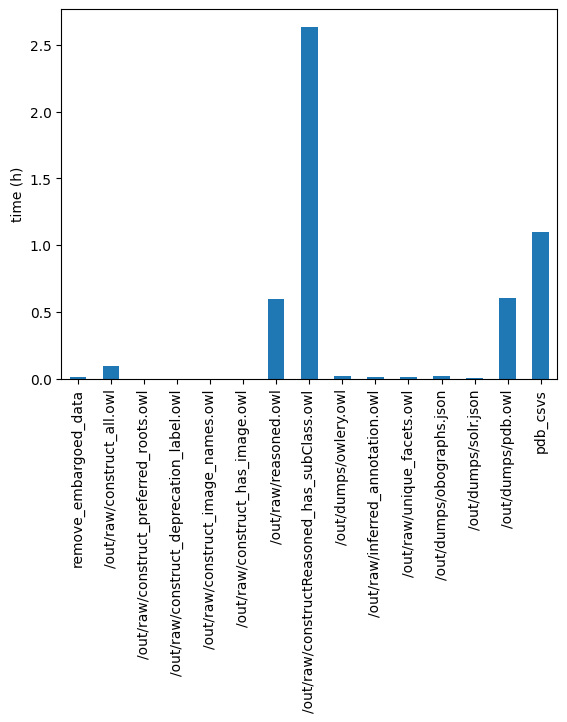 2.5
2.0
1.5
1.0
0.5
0.0
time (h)
remove_embargoed_data
/out/raw/construct_all.owl
/out/raw/construct_preferred_roots.owl
/out/raw/construct_deprecation_label.owl
/out/raw/construct_image_names.owl
/out/raw/construct_has_image.owl
/out/raw/reasoned.owl
/out/raw/constructReasoned_has_subClass.owl
/out/dumps/owlery.owl
/out/raw/inferred_annotation.owl
/out/raw/unique_facets.owl
/out/dumps/obographs.json
/out/dumps/solr.json
/out/dumps/pdb.owl
pdb_csvs